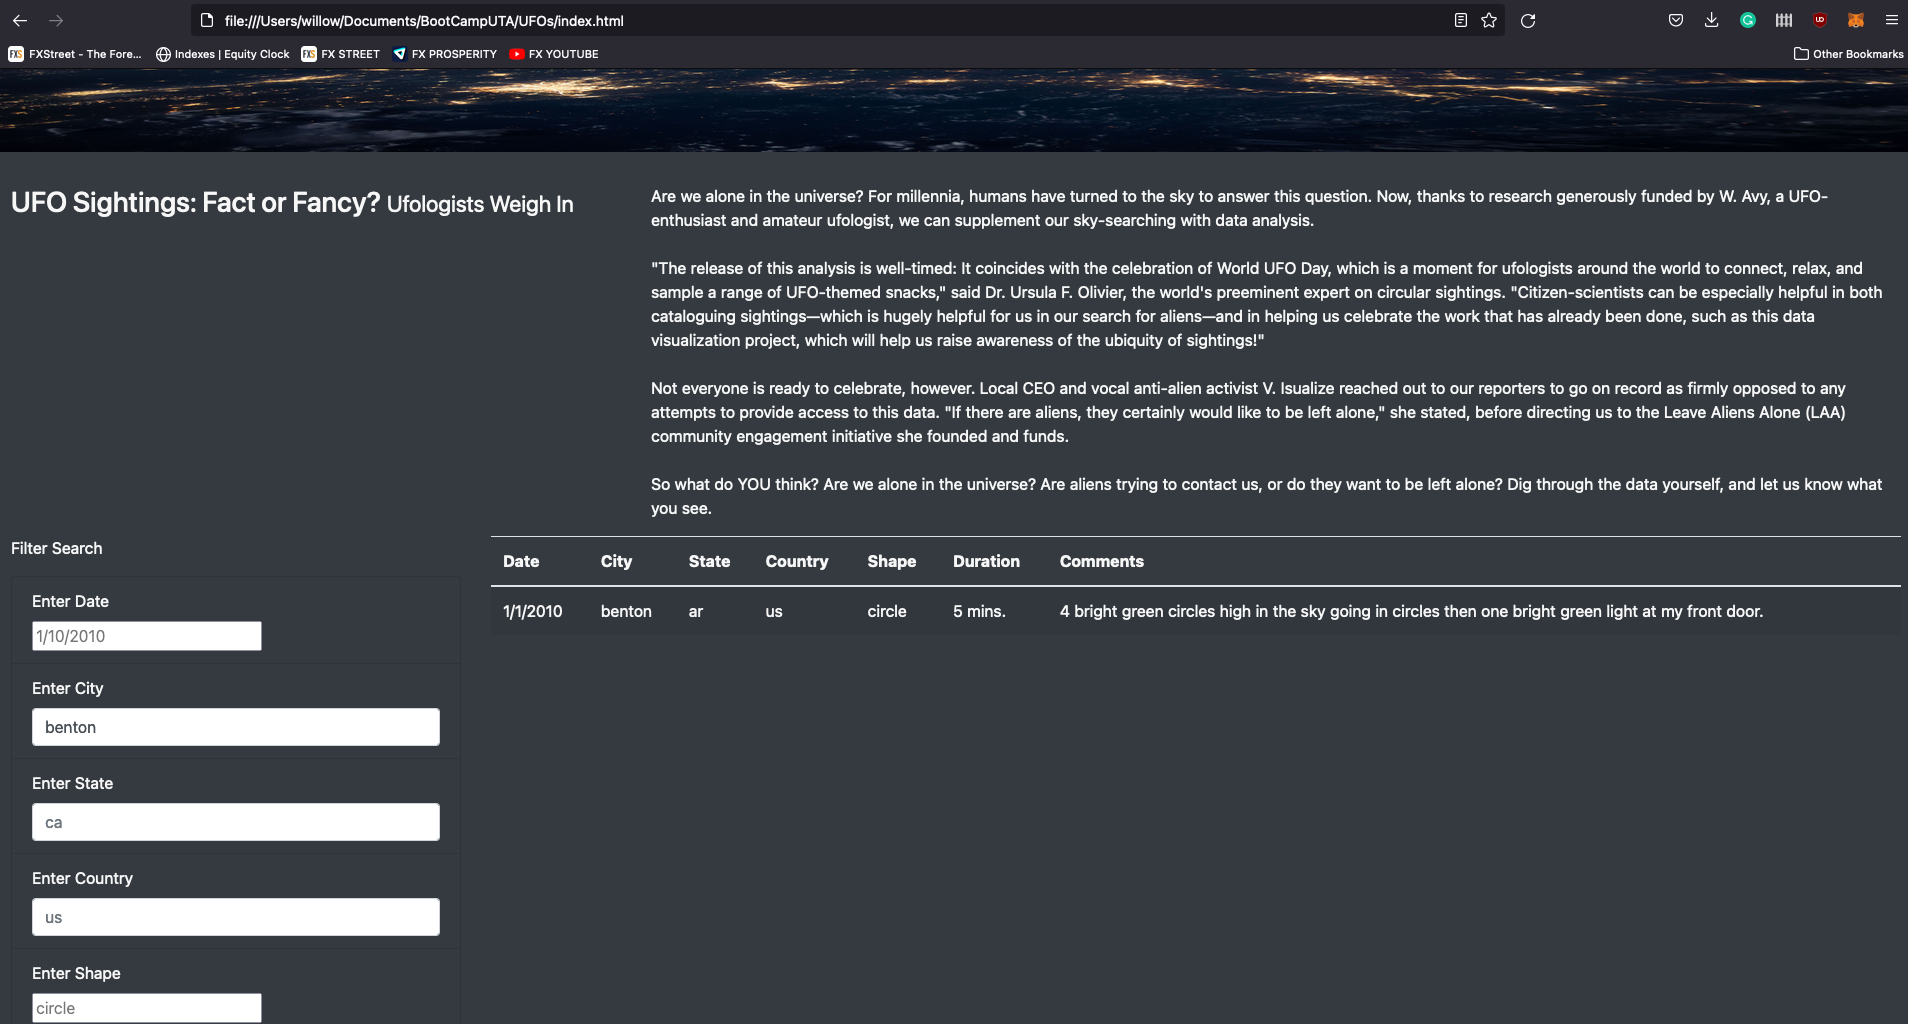 file:///Users/willow/Documents/BootCampUTA/UFOs/index.html
FXStreet - The Fore...
Indexes | Equity Clock
FX STREET
FX PROSPERITY
FX YOUTUBE
Other Bookmarks
UFO Sightings: Fact or Fancy? Ufologists Weigh In
Are we alone in the universe? For millennia, humans have turned to the sky to answer this question. Now, thanks to research generously funded by W. Avy, a UFO-
enthusiast and amateur ufologist, we can supplement our sky-searching with data analysis.
"The release of this analysis is well-timed: It coincides with the celebration of World UFO Day, which is a moment for ufologists around the world to connect, relax, and
sample a range of UFO-themed snacks," said Dr. Ursula F. Olivier, the world's preeminent expert on circular sightings. "Citizen-scientists can be especially helpful in both
cataloguing sightings—which is hugely helpful for us in our search for aliens—and in helping us celebrate the work that has already been done, such as this data
visualization project, which will help us raise awareness of the ubiquity of sightings!"
Not everyone is ready to celebrate, however. Local CEO and vocal anti-alien activist V. Isualize reached out to our reporters to go on record as firmly opposed to any
attempts to provide access to this data. "If there are aliens, they certainly would like to be left alone," she stated, before directing us to the Leave Aliens Alone (LAA)
community engagement initiative she founded and funds.
So what do YOU think? Are we alone in the universe? Are aliens trying to contact us, or do they want to be left alone? Dig through the data yourself, and let us know what
you see.
Filter Search
Enter Date
1/10/2010
Enter City
benton
Enter State
ca
Enter Country
us
Enter Shape
circle
Date City State Country Shape Duration Comments
1/1/2010 benton ar us circle 5 mins. 4 bright green circles high in the sky going in circles then one bright green light at my front door.